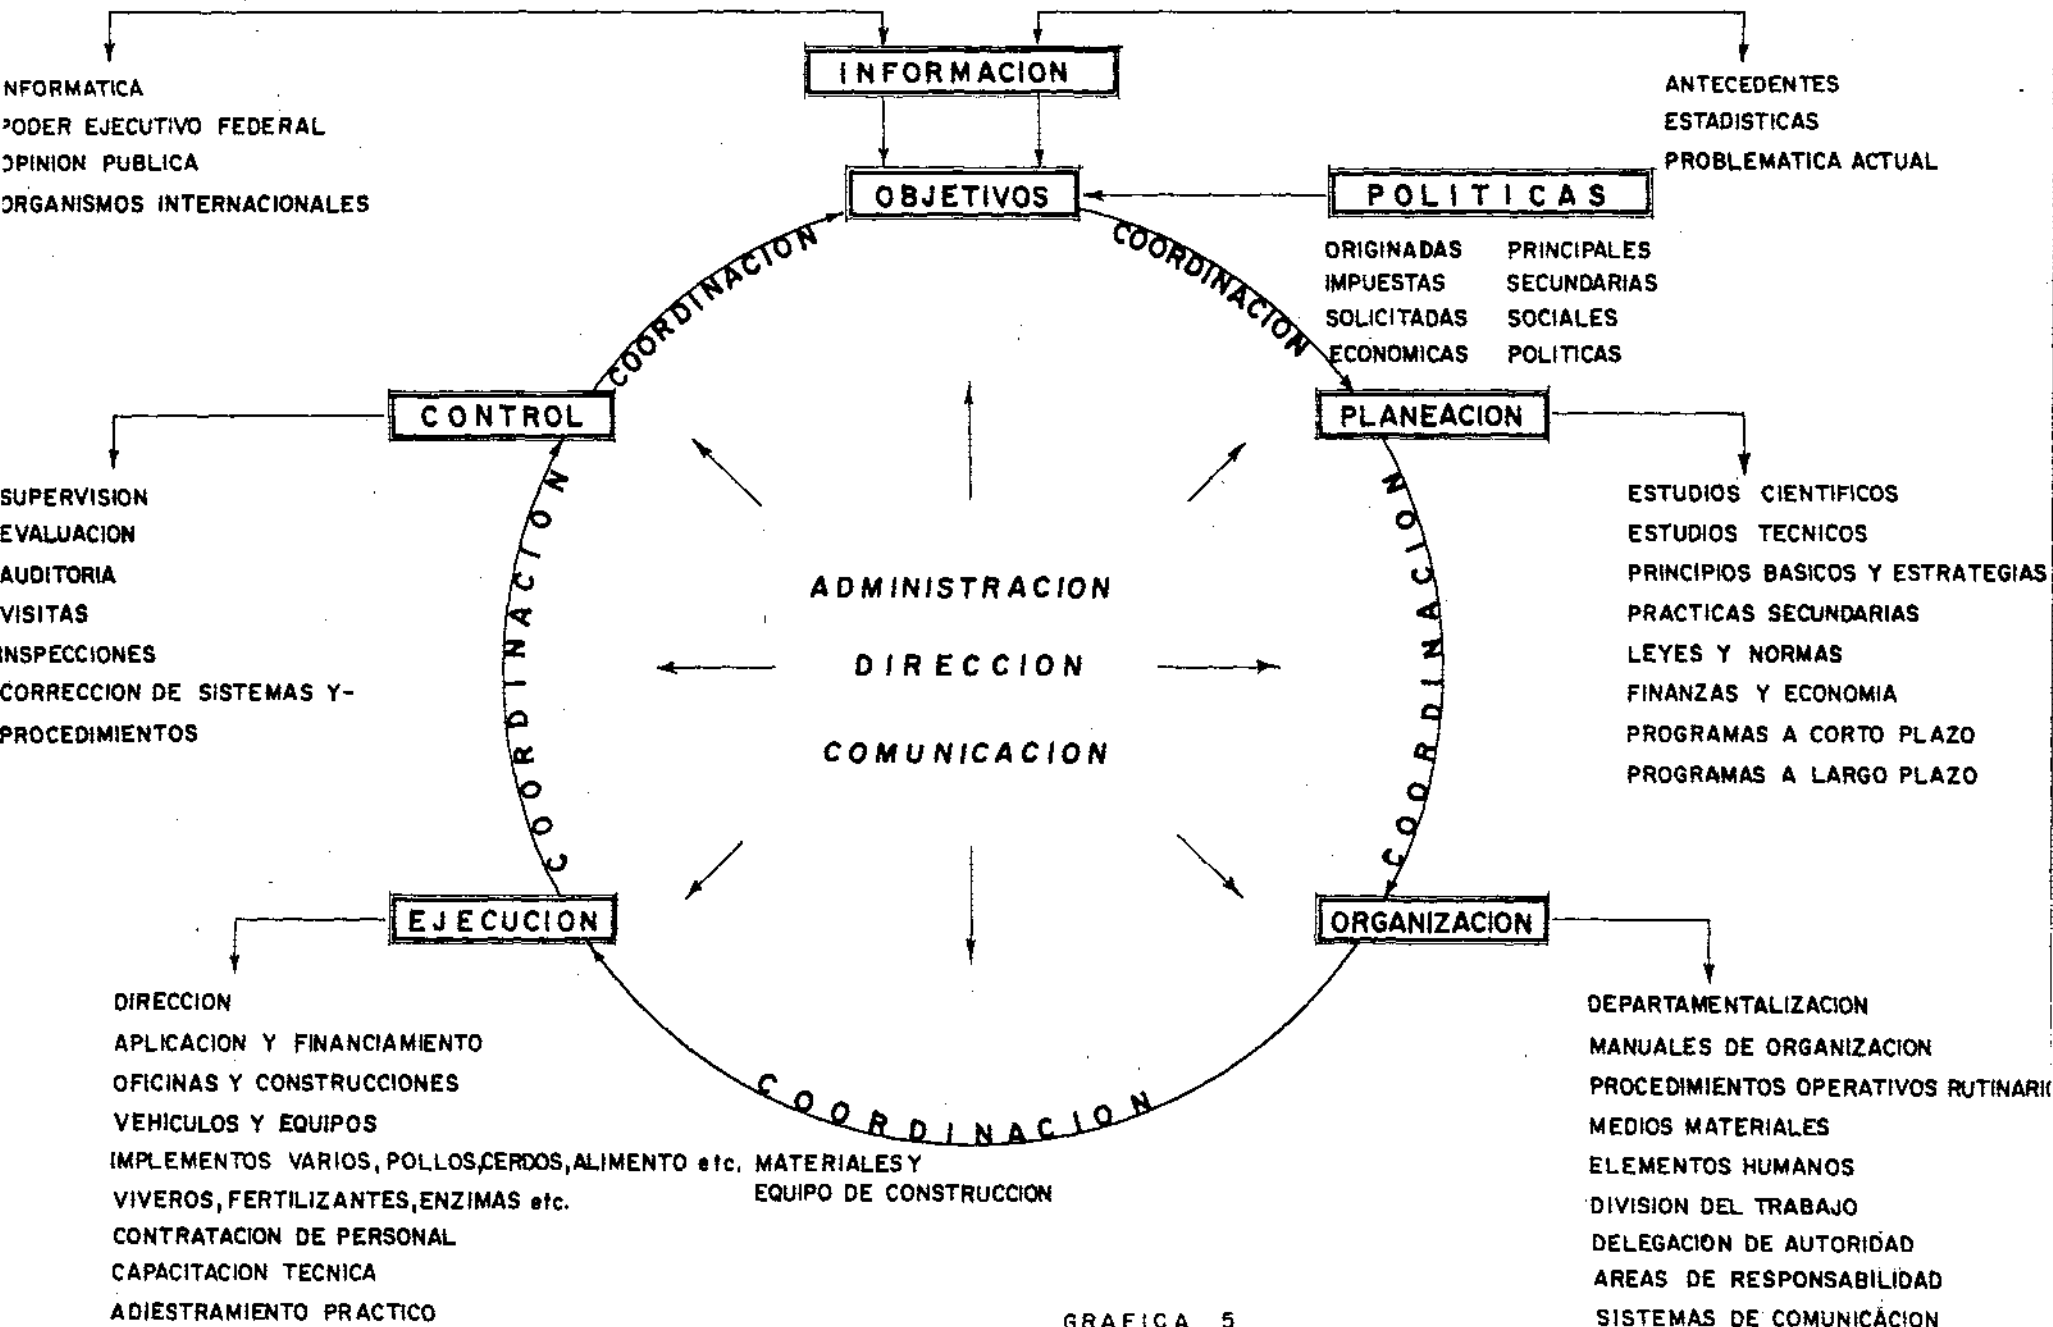 INFORMACION
NFORMATICA
PODER EJECUTIVO FEDERAL
OPINION PUBLICA
ORGANISMOS INTERNACIONALES
ANTECEDENTES
ESTADISTICAS
PROBLEMATICA ACTUAL
OBJETIVOS
POLITICAS
ORIGINADAS PRINCIPALES
IMPUESTAS SECUNDARIAS
SOLICITADAS SOCIALES
ECONOMICAS POLITICAS
COORDINACION
COORDINACION
CONTROL
PLANEACION
SUPERVISION
EVALUACION
AUDITORIA
VISITAS
INSPECCIONES
CORRECCION DE SISTEMAS Y-
PROCEDIMIENTOS
COORDINACION
ADMINISTRACION
DIRECCION
COMUNICACION
COORDINACION
ESTUDIOS CIENTIFICOS
ESTUDIOS TECNICOS
PRINCIPIOS BASICOS Y ESTRATEGIAS
PRACTICAS SECUNDARIAS
LEYES Y NORMAS
FINANZAS Y ECONOMIA
PROGRAMAS A CORTO PLAZO
PROGRAMAS A LARGO PLAZO
EJECUCION
ORGANIZACION
DIRECCION
APLICACION Y FINANCIAMIENTO
OFICINAS Y CONSTRUCCIONES
VEHICULOS Y EQUIPOS
IMPLEMENTOS VARIOS, POLLOS,CERDOS, ALIMENTO etc. MATERIALES Y
EQUIPO DE CONSTRUCCION
VIVEROS, FERTILIZANTES, ENZIMAS etc.
CONTRATACION DE PERSONAL
CAPACITACION TECNICA
ADIESTRAMIENTO PRACTICO
COORDINACION
DEPARTAMENTALIZACION
MANUALES DE ORGANIZACION
PROCEDIMIENTOS OPERATIVOS RUTINARI
MEDIOS MATERIALES
ELEMENTOS HUMANOS
DIVISION DEL TRABAJO
DELEGACION DE AUTORIDAD
AREAS DE RESPONSABILIDAD
SISTEMAS DE COMUNICACION
GRAFICA 5